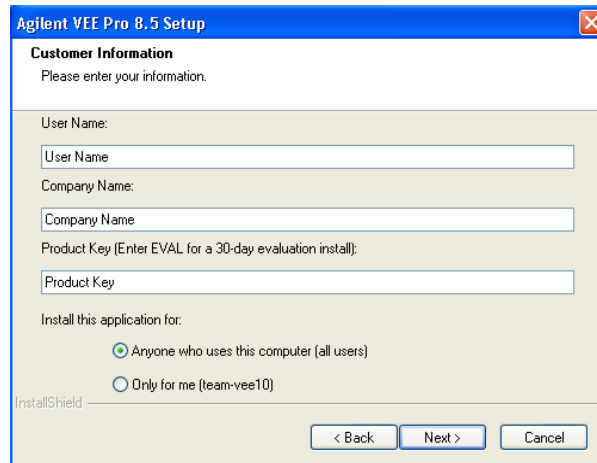 Agilent VEE Pro 8.5 Setup
Customer Information
Please enter your information.
User Name:
User Name
Company Name:
Company Name
Product Key (Enter EVAL for a 30-day evaluation install):
Product Key
Install this application for:
Anyone who uses this computer (all users)
Only for me (team-vee10)
InstallShield
< Back Next > Cancel